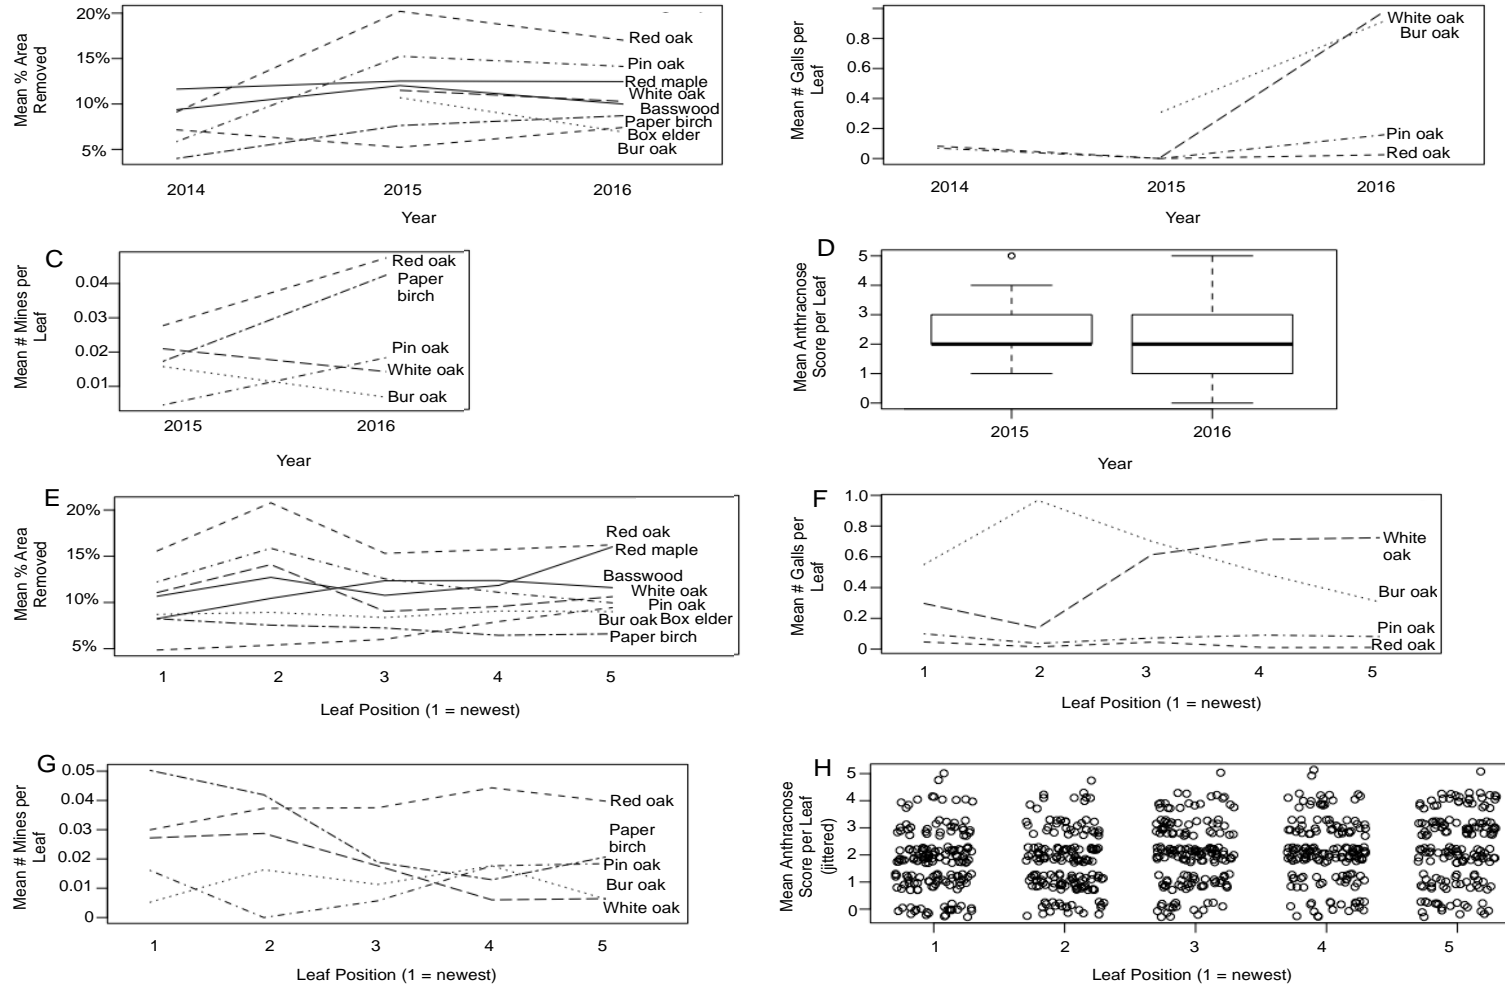 20%
15%
10%
5%
Mean % Area
Removed
Red oak
Pin oak
Red maple
White oak
Basswood
Paper birch
Box elder
Bur oak
2014
2015
2016
Year
0.8
0.6
0.4
0.2
0
Mean # Galls per
Leaf
White oak
Bur oak
Pin oak
Red oak
2014
2015
2016
Year
C
0.04
0.03
0.02
0.01
Mean # Mines per
Leaf
Red oak
Paper
birch
Pin oak
White oak
Bur oak
2015
2016
Year
D
5
4
3
2
1
0
Mean Anthracnose
Score per Leaf
2015
2016
Year
E
20%
15%
10%
5%
Mean % Area
Removed
Red oak
Red maple
Basswood
White oak
Pin oak
Bur oak Box elder
Paper birch
1 2 3 4 5
Leaf Position (1 = newest)
F
1.0
0.8
0.6
0.4
0.2
0
Mean # Galls per
Leaf
White
oak
Bur oak
Pin oak
Red oak
1 2 3 4 5
Leaf Position (1 = newest)
G
0.05
0.04
0.03
0.02
0.01
0
Mean # Mines per
Leaf
Red oak
Paper
birch
Pin oak
Bur oak
White oak
1 2 3 4 5
Leaf Position (1 = newest)
H
5
4
3
2
1
0
Mean Anthracnose
Score per Leaf
(jittered)
1 2 3 4 5
Leaf Position (1 = newest)